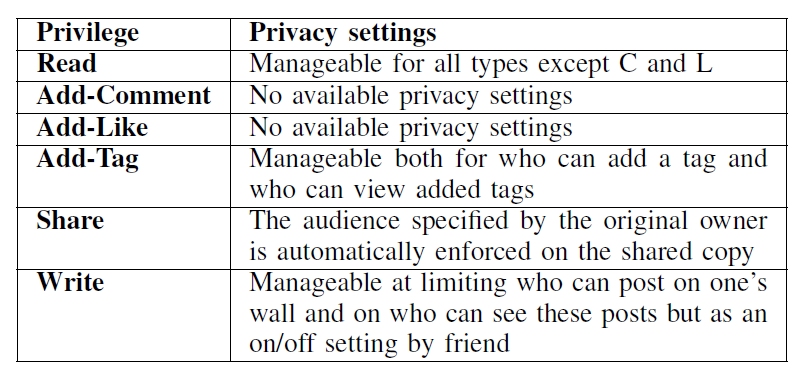 Privilege Privacy settings
Read Manageable for all types except C and L
Add-Comment No available privacy settings
Add-Like No available privacy settings
Add-Tag Manageable both for who can add a tag and
who can view added tags
Share The audience specified by the original owner
is automatically enforced on the shared copy
Write Manageable at limiting who can post on one's
wall and on who can see these posts but as an
on/off setting by friend